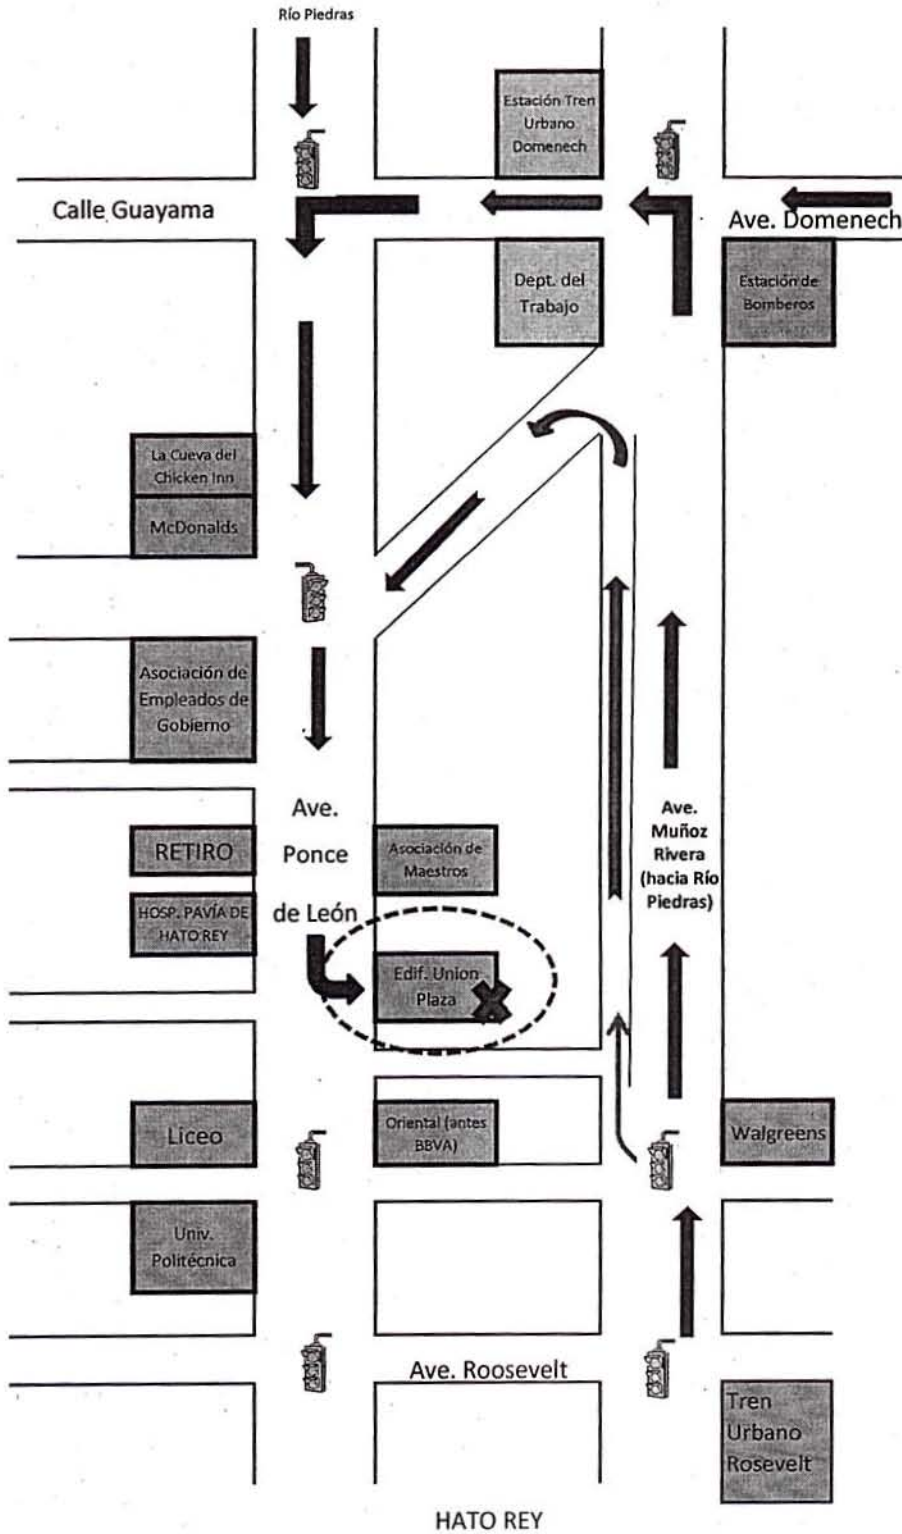 Río Piedras
Estación Tren
Urbano
Domenech
Calle Guayama
Ave. Domenech
Dept. del
Trabajo
Estación de
Bomberos
La Cueva del
Chicken Inn
McDonalds
Asociación de
Empleados de
Gobierno
Ave.
Ponce
de León
Ave.
Muñoz
Rivera
(hacia Río
Piedras)
RETIRO
Asociación de
Maestros
HOSP. PAVÍA DE
HATO REY
Edif. Union
Plaza
Liceo
Oriental (antes
BBVA)
Walgreens
Univ.
Politécnica
Ave. Roosevelt
Tren
Urbano
Rosevelt
HATO REY